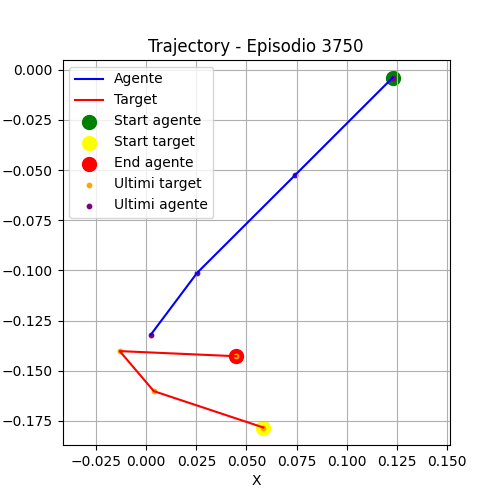 Trajectory - Episodio 3750
Agente
Target
Start agente
Start target
End agente
Ultimi target
Ultimi agente
0.000
−0.025
−0.050
−0.075
−0.100
−0.125
−0.150
−0.175
−0.025 0.000 0.025 0.050 0.075 0.100 0.125 0.150
X